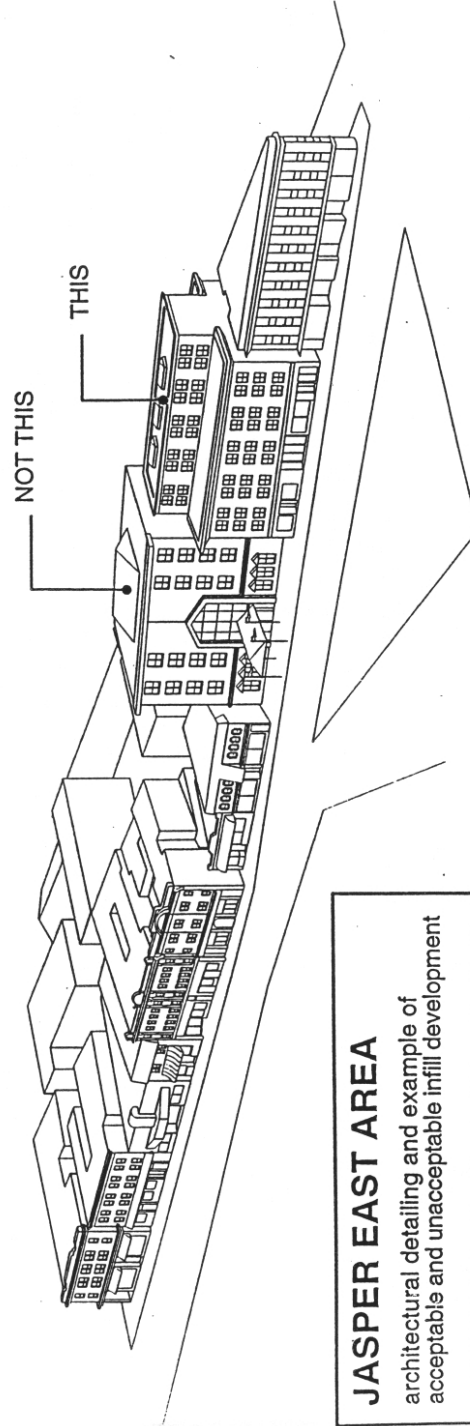 NOT THIS
THIS
JASPER EAST AREA
architectural detailing and example of
acceptable and unacceptable infill development